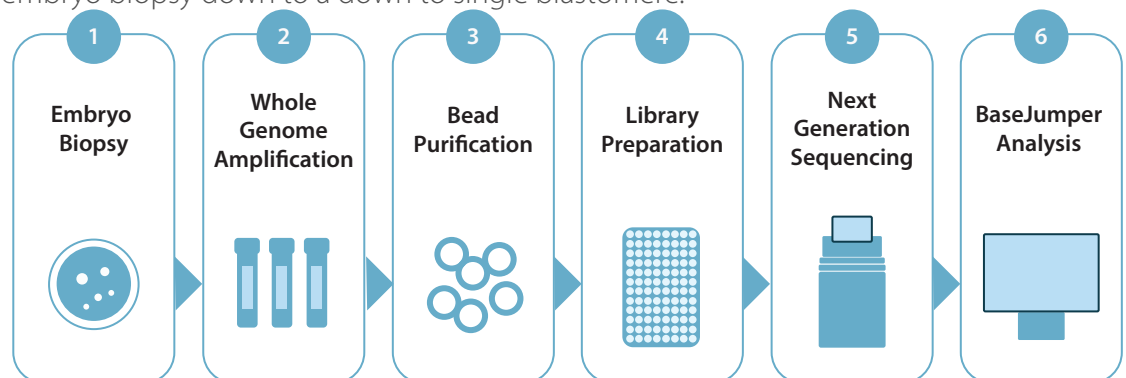 embryo biopsy down to a down to single blastomere.
1
Embryo
Biopsy
2
Whole
Genome
Amplification
3
Bead
Purification
4
Library
Preparation
5
Next
Generation
Sequencing
6
BaseJumper
Analysis